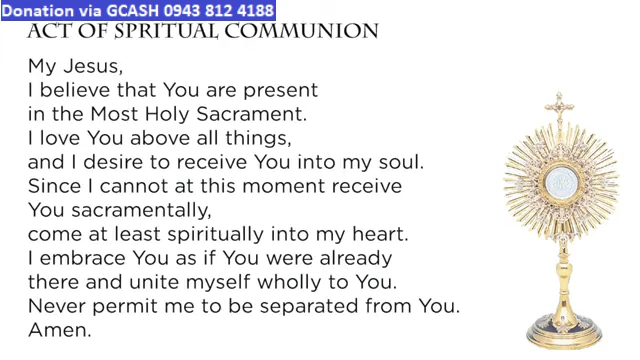 Donation via GCASH 0943 812 4188
ACT OF SPRITUAL COMMUNION
My Jesus,
I believe that You are present
in the Most Holy Sacrament.
I love You above all things,
and I desire to receive You into my soul.
Since I cannot at this moment receive
You sacramentally,
come at least spiritually into my heart.
I embrace You as if You were already
there and unite myself wholly to You.
Never permit me to be separated from You.
Amen.